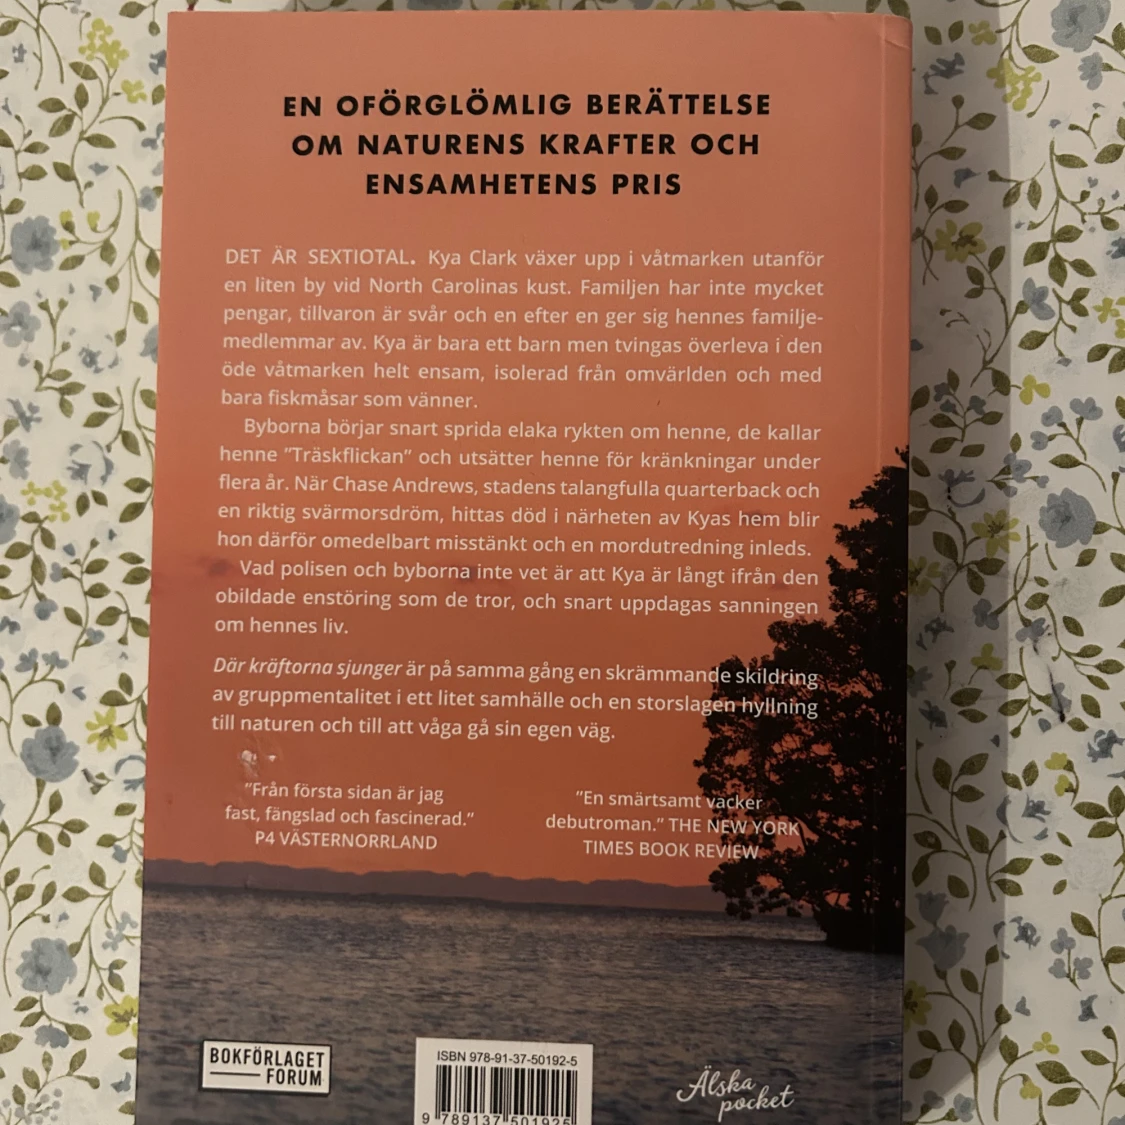 EN OFÖRGLÖMLIG BERÄTTELSE
OM NATURENS KRAFTER OCH
ENSAMHETENS PRIS
DET ÄR SEXTIOTAL. Kya Clark växer upp i våtmarken utanför
en liten by vid North Carolinas kust. Familjen har inte mycket
pengar, tillvaron är svår och en efter en ger sig hennes familje-
medlemmar av. Kya är bara ett barn men tvingas överleva i den
öde våtmarken helt ensam, isolerad från omvärlden och med
bara fiskmåsar som vänner.
Byborna börjar snart sprida elaka rykten om henne, de kallar
henne ”Träskflickan” och utsätter henne för kränkningar under
flera år. När Chase Andrews, stadens talangfulla quarterback och
en riktig svärmorsdröm, hittas död i närheten av Kyas hem blir
hon därför omedelbart misstänkt och en mordutredning inleds.
Vad polisen och byborna inte vet är att Kya är långt ifrån den
obildade enstöring som de tror, och snart uppdagas sanningen
om hennes liv.
Där kräftorna sjunger är på samma gång en skrämmande skildring
av gruppmentalitet i ett litet samhälle och en storslagen hyllning
till naturen och till att våga gå sin egen väg.
”Från första sidan är jag
fast, fängslad och fascinerad.”
P4 VÄSTERNORRLAND
”En smärtsamt vacker
debutroman.” THE NEW YORK
TIMES BOOK REVIEW
BOKFÖRLAGET
FORUM
ISBN 978-91-37-50192-5
9 789137 501925
Älska
pocket